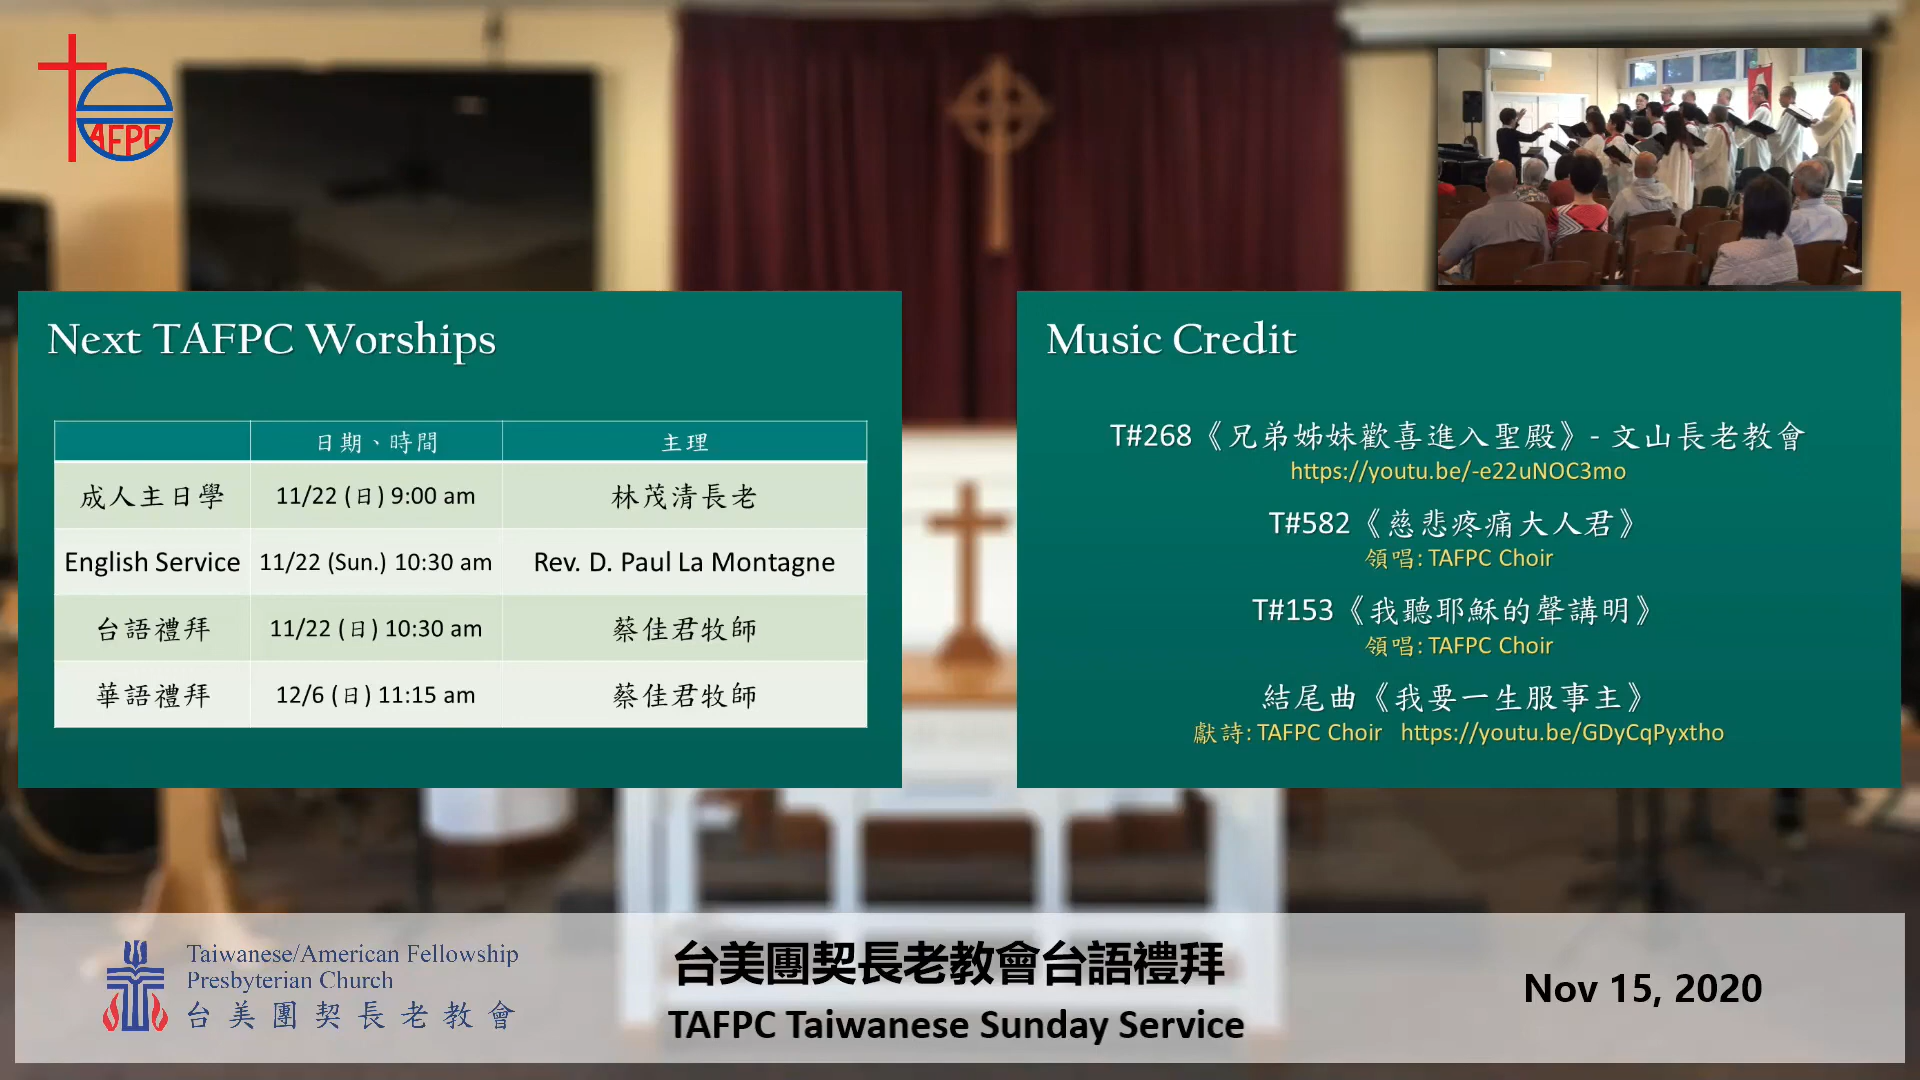 AFPC
Next TAFPC Worships
日期、時間 主理
成人主日學 11/22 (日) 9:00 am 林茂清長老
English Service 11/22 (Sun.) 10:30 am Rev. D. Paul La Montagne
台語禮拜 11/22 (日) 10:30 am 蔡佳君牧師
華語禮拜 12/6 (日) 11:15 am 蔡佳君牧師
Music Credit
T#268《兄弟姊妹歡喜進入聖殿》- 文山長老教會
https://youtu.be/-e22uNOC3mo
T#582《慈悲疼痛大人君》
領唱: TAFPC Choir
T#153《我聽耶穌的聲講明》
領唱: TAFPC Choir
結尾曲《我要一生服事主》
獻詩: TAFPC Choir https://youtu.be/GDyCqPyxtho
Taiwanese/American Fellowship
Presbyterian Church
台美團契長老教會
台美團契長老教會台語禮拜
TAFPC Taiwanese Sunday Service
Nov 15, 2020